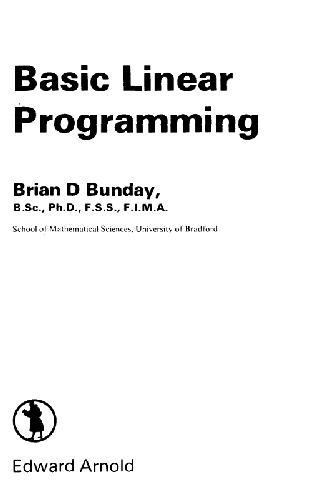 Basic Linear
Programming
Brian D Bunday,
B.Sc., Ph.D., F.S.S., F.I.M.A.
School of Mathematical Sciences, University of Bradford
Edward Arnold